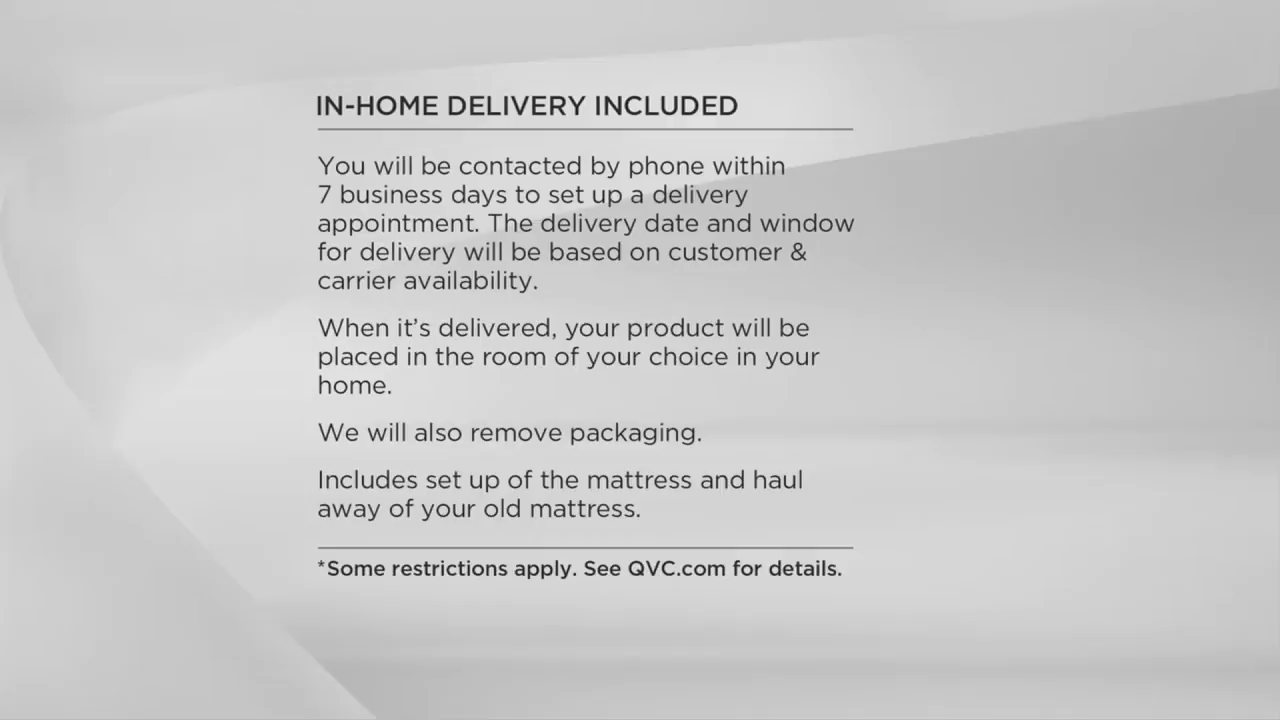 IN-HOME DELIVERY INCLUDED
You will be contacted by phone within
7 business days to set up a delivery
appointment. The delivery date and window
for delivery will be based on customer &
carrier availability.
When it’s delivered, your product will be
placed in the room of your choice in your
home.
We will also remove packaging.
Includes set up of the mattress and haul
away of your old mattress.
*Some restrictions apply. See QVC.com for details.